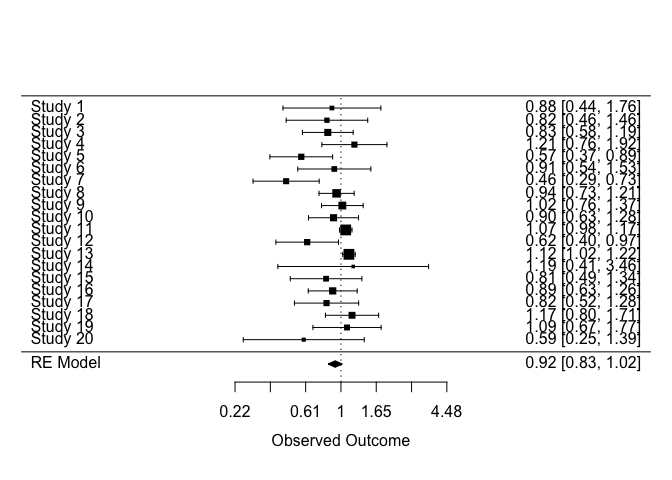 Study 1 0.88 [0.44, 1.76]
Study 2 0.82 [0.46, 1.46]
Study 3 0.83 [0.58, 1.19]
Study 4 1.21 [0.76, 1.92]
Study 5 0.57 [0.37, 0.89]
Study 6 0.91 [0.54, 1.53]
Study 7 0.46 [0.29, 0.73]
Study 8 0.94 [0.73, 1.21]
Study 9 1.02 [0.76, 1.37]
Study 10 0.90 [0.63, 1.28]
Study 11 1.07 [0.98, 1.17]
Study 12 0.62 [0.40, 0.97]
Study 13 1.12 [1.02, 1.22]
Study 14 1.19 [0.41, 3.46]
Study 15 0.81 [0.49, 1.34]
Study 16 0.89 [0.63, 1.26]
Study 17 0.82 [0.52, 1.28]
Study 18 1.17 [0.80, 1.71]
Study 19 1.09 [0.67, 1.77]
Study 20 0.59 [0.25, 1.39]
RE Model 0.92 [0.83, 1.02]
0.22 0.61 1 1.65 4.48
Observed Outcome